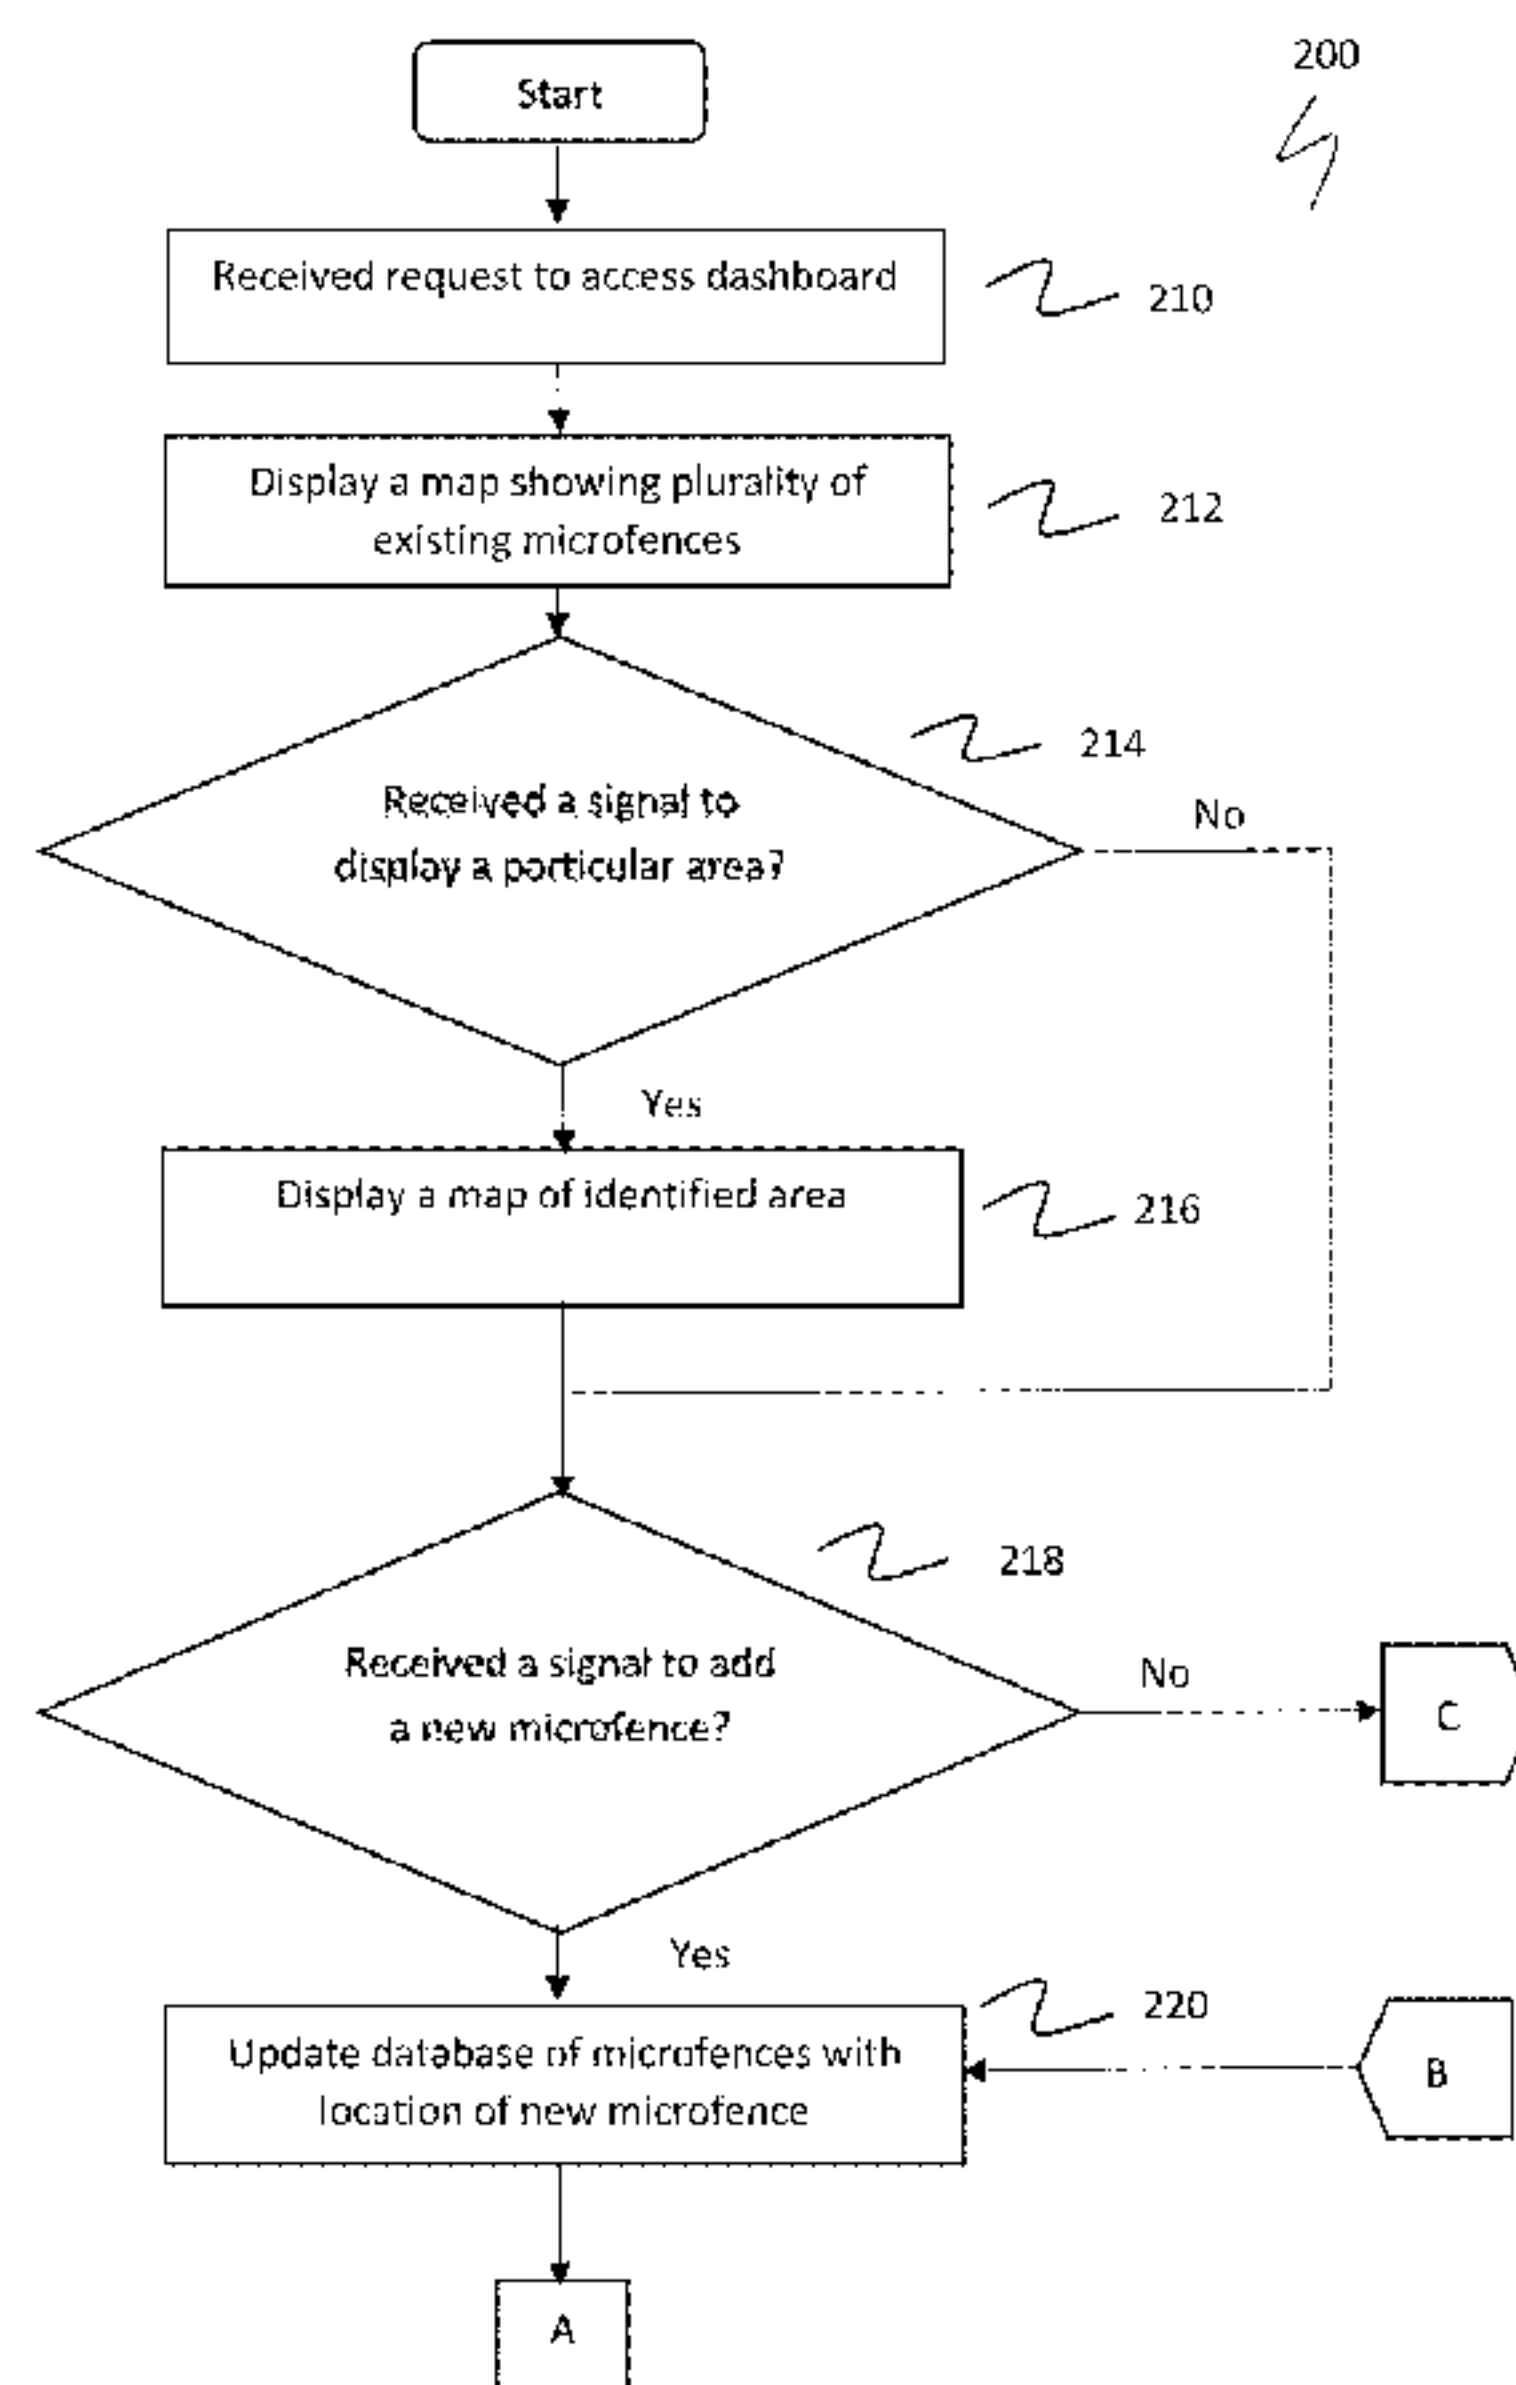 200
Start
Received request to access dashboard
210
Display a map showing plurality of
existing microfences
212
214
Received a signal to
display a particular area?
No
Yes
Display a map of identified area
216
218
Received a signal to add
a new microfence?
No
C
Yes
220
Update database of microfences with
location of new microfence
B
A